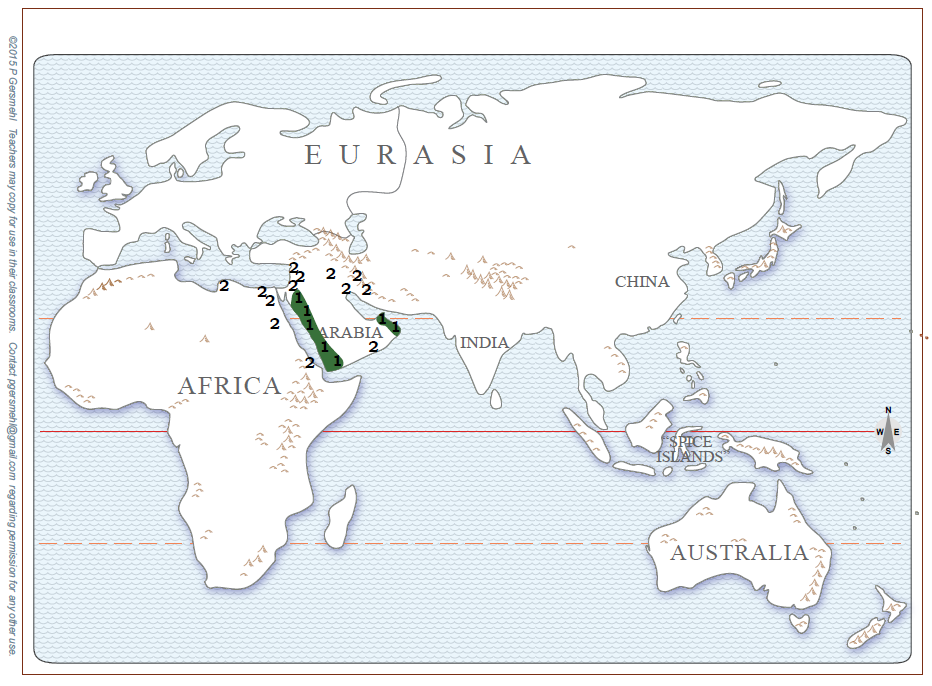 ©2015 P Gersmehl Teachers may copy for use in their classrooms. Contact pgersmehl@gmail.com regarding permission for any other use.
EURASIA
2
2 2 2
CHINA
2 2 2 2
2 1
2
1
1
2 1 1
ARABIA
INDIA
1 2
2 1
AFRICA
N
W E
S
"SPICE
ISLANDS"
AUSTRALIA